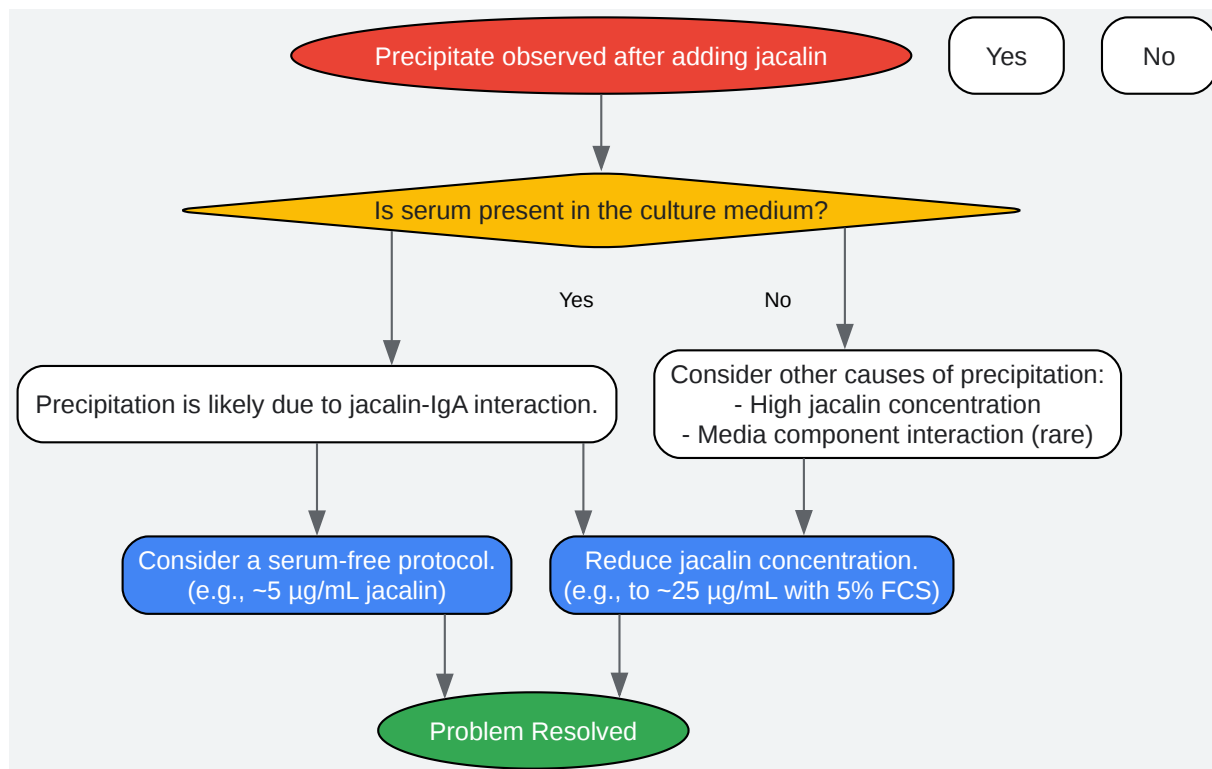 Precipitate observed after adding jacalin
Yes
No
Is serum present in the culture medium?
Yes
No
Precipitation is likely due to jacalin-IgA interaction.
Consider other causes of precipitation:
- High jacalin concentration
- Media component interaction (rare)
Consider a serum-free protocol.
(e.g., ~5 µg/mL jacalin)
Reduce jacalin concentration.
(e.g., to ~25 µg/mL with 5% FCS)
Problem Resolved